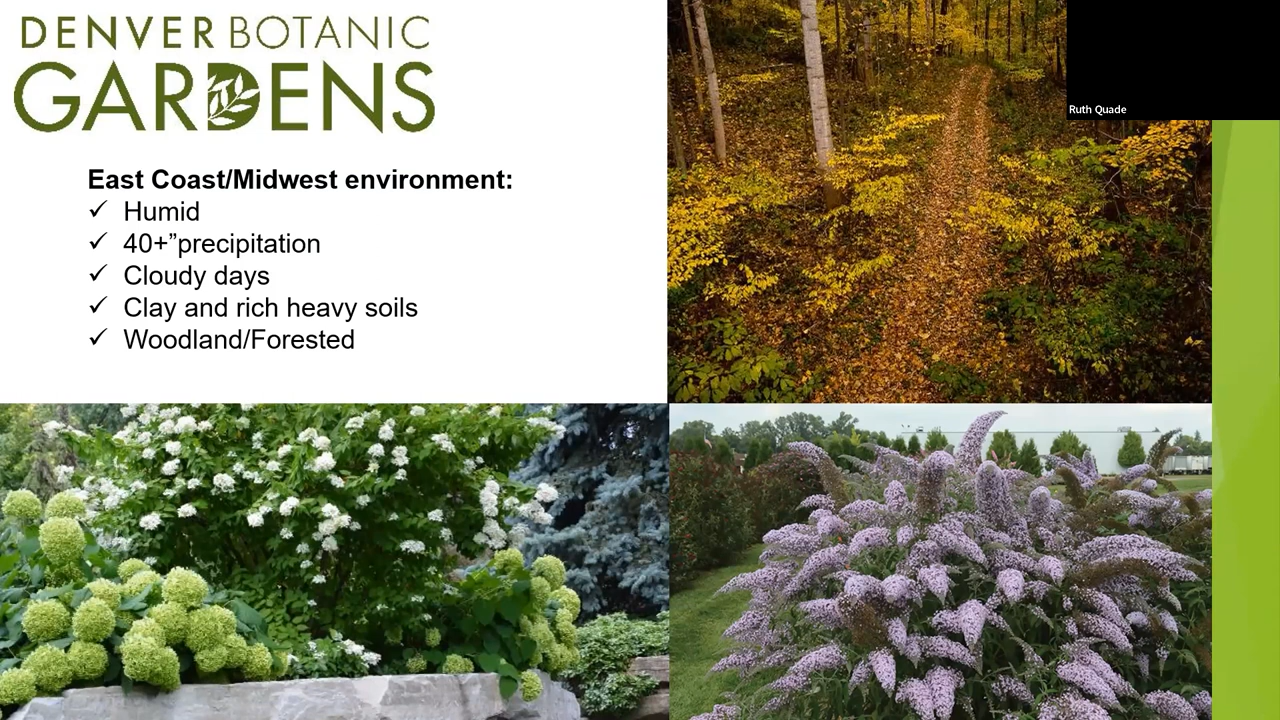 DENVER BOTANIC
GARDENS
Ruth Quade
East Coast/Midwest environment:
✓ Humid
✓ 40+”precipitation
✓ Cloudy days
✓ Clay and rich heavy soils
✓ Woodland/Forested